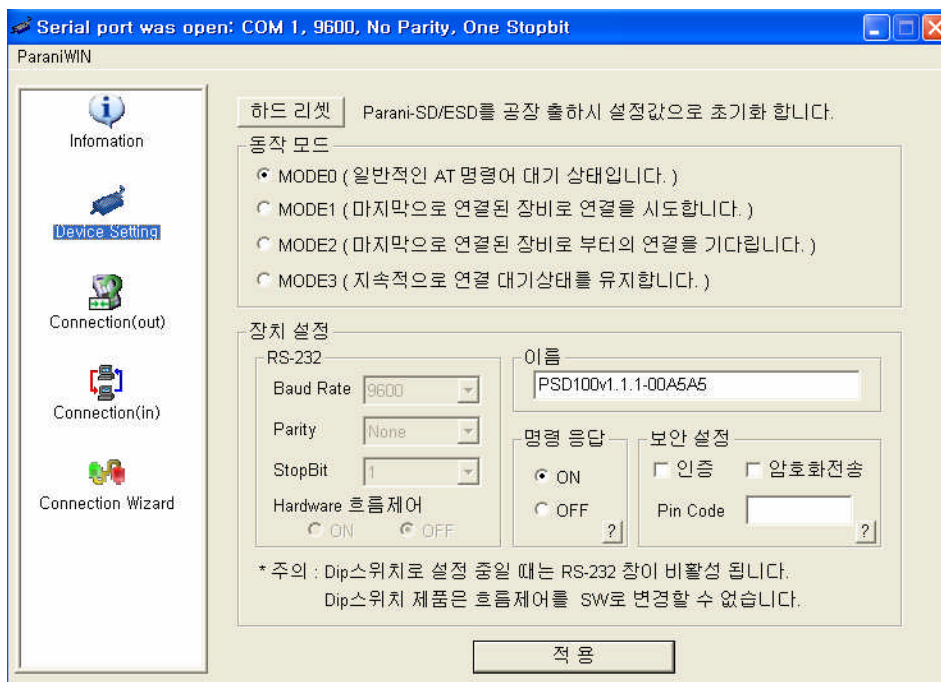 Serial port was open: COM 1, 9600, No Parity, One Stopbit
ParaniWIN
Infomation
Device Setting
Connection(out)
Connection(in)
Connection Wizard
하드 리셋 Parani-SD/ESD를 공장 출하시 설정값으로 초기화 합니다.
동작 모드
MODE0 ( 일반적인 AT 명령어 대기 상태입니다. )
MODE1 ( 마지막으로 연결된 장비로 연결을 시도합니다. )
MODE2 ( 마지막으로 연결된 장비로 부터의 연결을 기다립니다. )
MODE3 ( 지속적으로 연결 대기상태를 유지합니다. )
장치 설정
RS-232
Baud Rate 9600
Parity None
StopBit 1
Hardware 흐름제어
ON OFF
이름
PSD100v1.1.1-00A5A5
명령 응답
ON
OFF
?
보안 설정
인증 암호화전송
Pin Code
?
* 주의 : Dip스위치로 설정 중일 때는 RS-232 창이 비활성 됩니다.
Dip스위치 제품은 흐름제어를 SW로 변경할 수 없습니다.
적 용